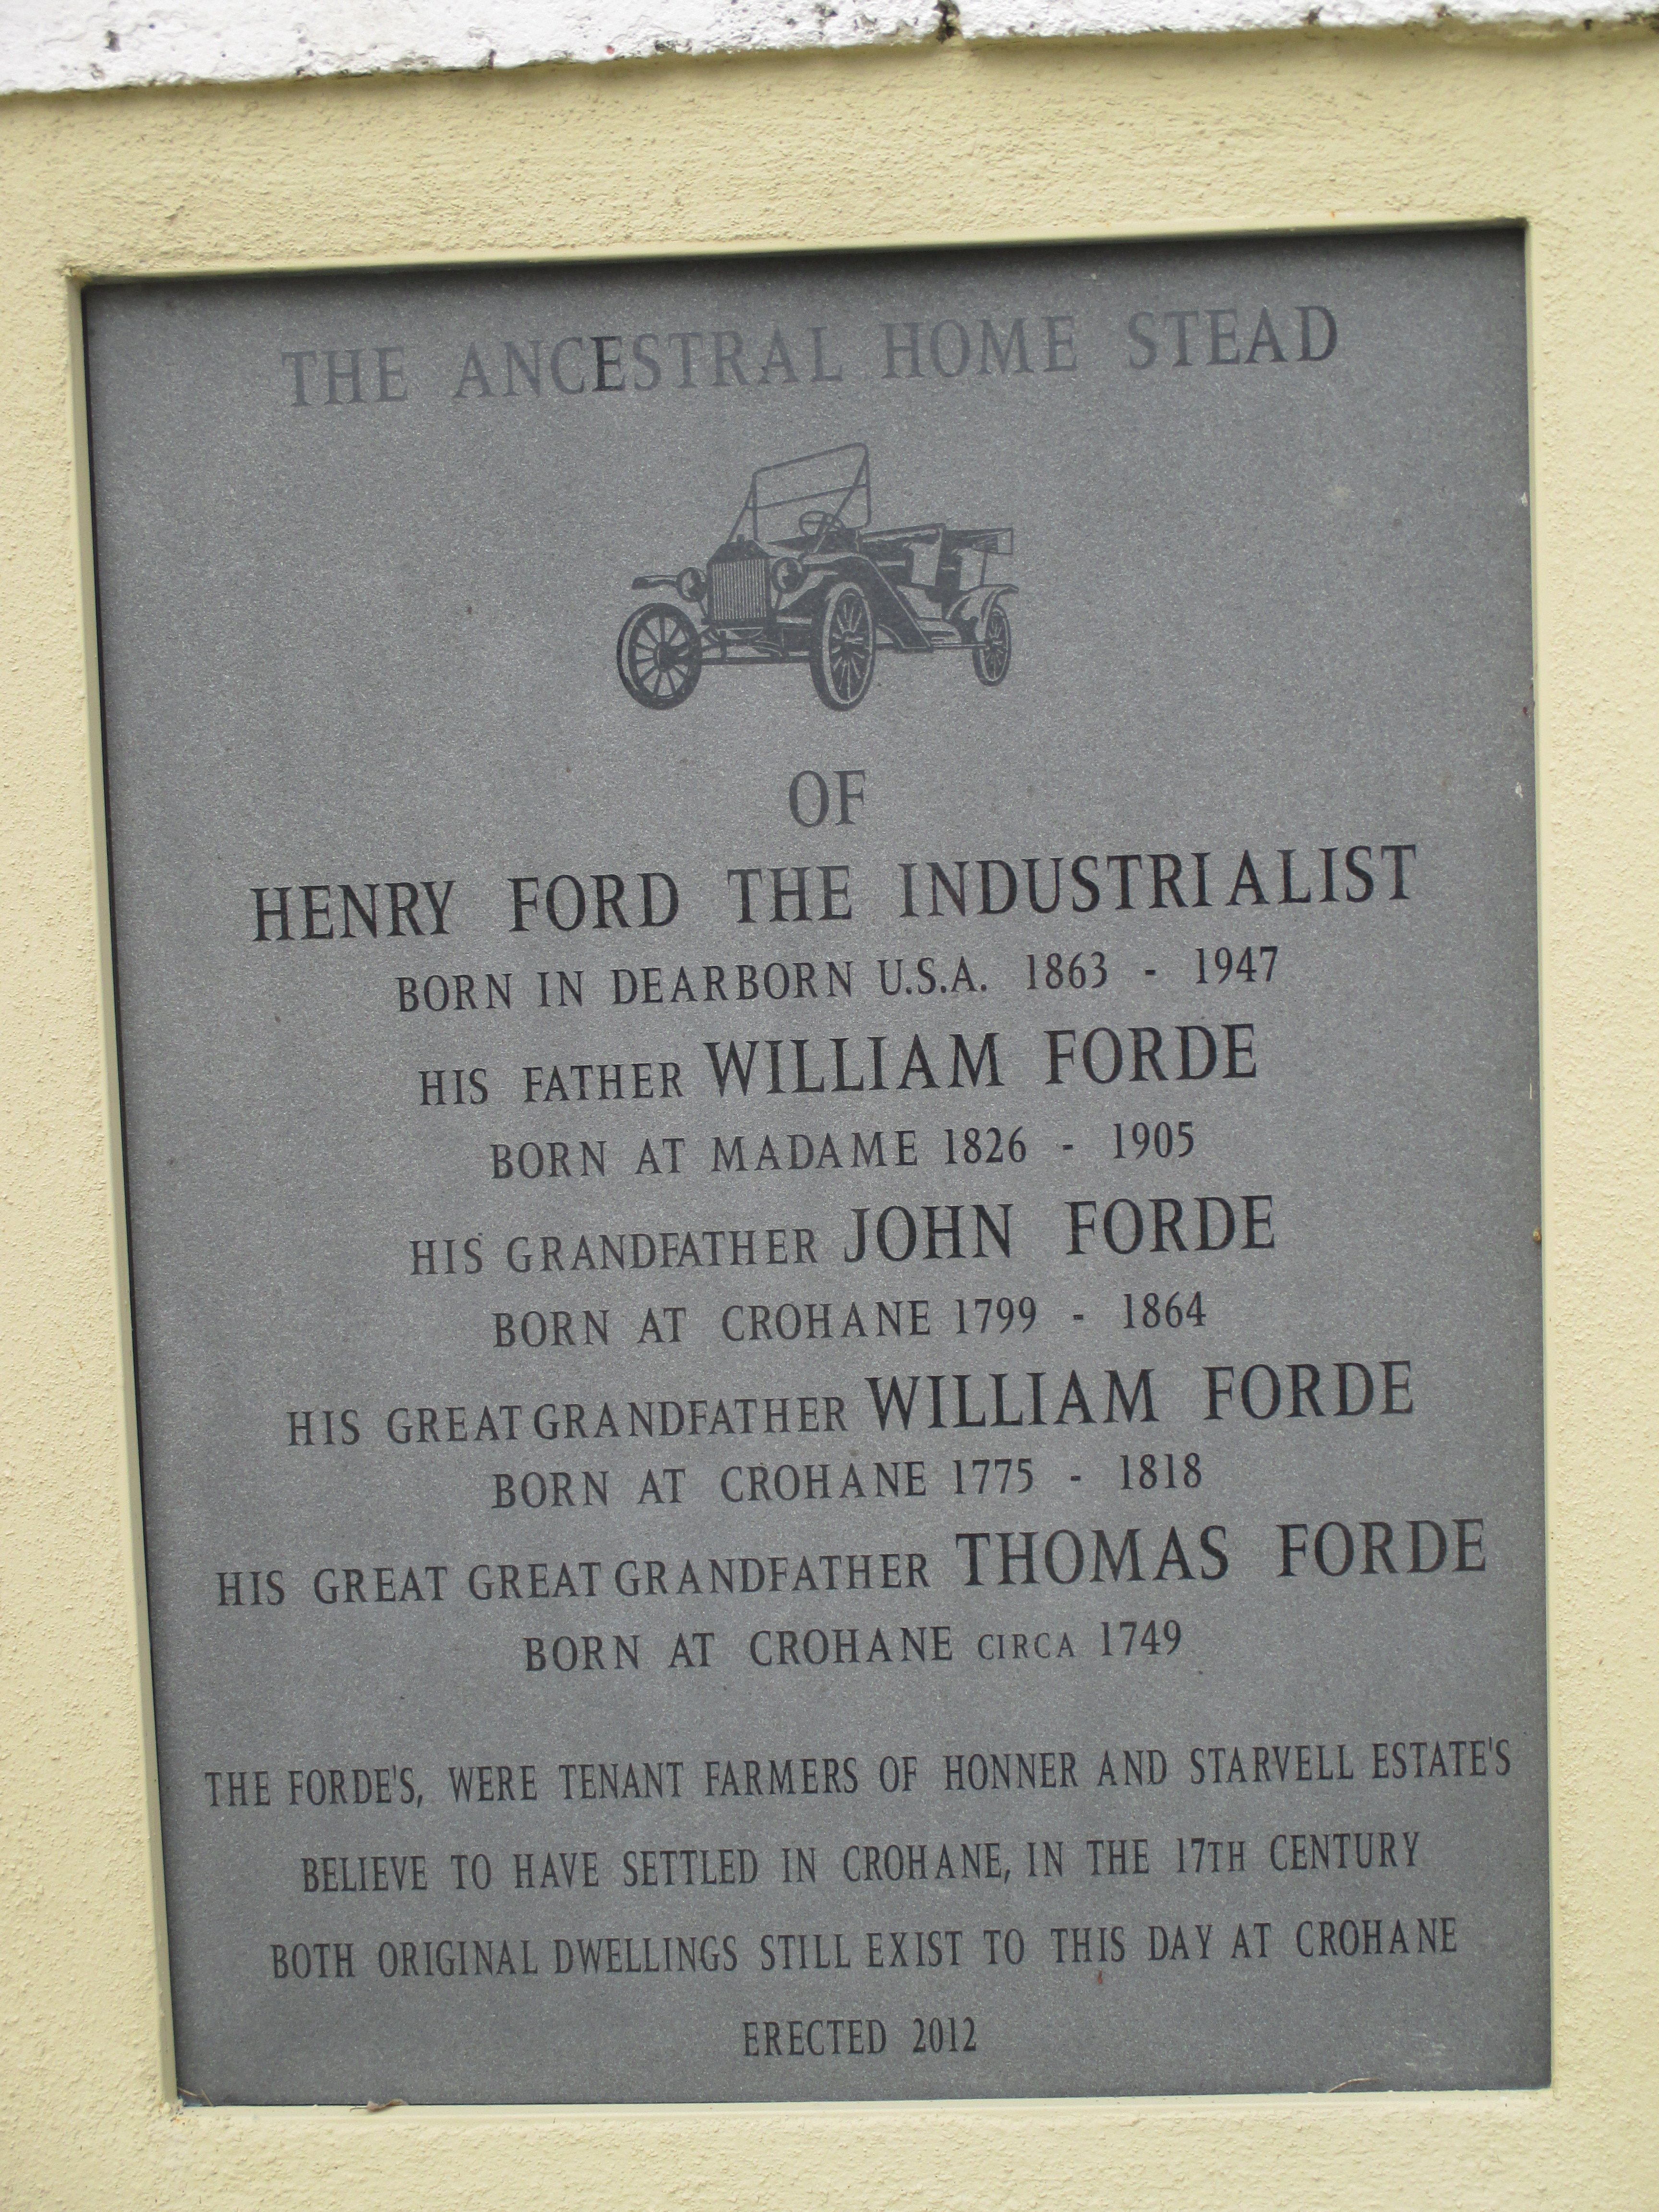 THE ANCESTRAL HOME STEAD
OF
HENRY FORD THE INDUSTRIALIST
BORN IN DEARBORN U.S.A. 1863 - 1947
HIS FATHER WILLIAM FORDE
BORN AT MADAME 1826 - 1905
HIS GRANDFATHER JOHN FORDE
BORN AT CROHANE 1799 - 1864
HIS GREAT GRANDFATHER WILLIAM FORDE
BORN AT CROHANE 1775 - 1818
HIS GREAT GREAT GRANDFATHER THOMAS FORDE
BORN AT CROHANE CIRCA 1749
THE FORDE'S, WERE TENANT FARMERS OF HONNER AND STARVELL ESTATE'S
BELIEVE TO HAVE SETTLED IN CROHANE, IN THE 17TH CENTURY
BOTH ORIGINAL DWELLINGS STILL EXIST TO THIS DAY AT CROHANE
ERECTED 2012